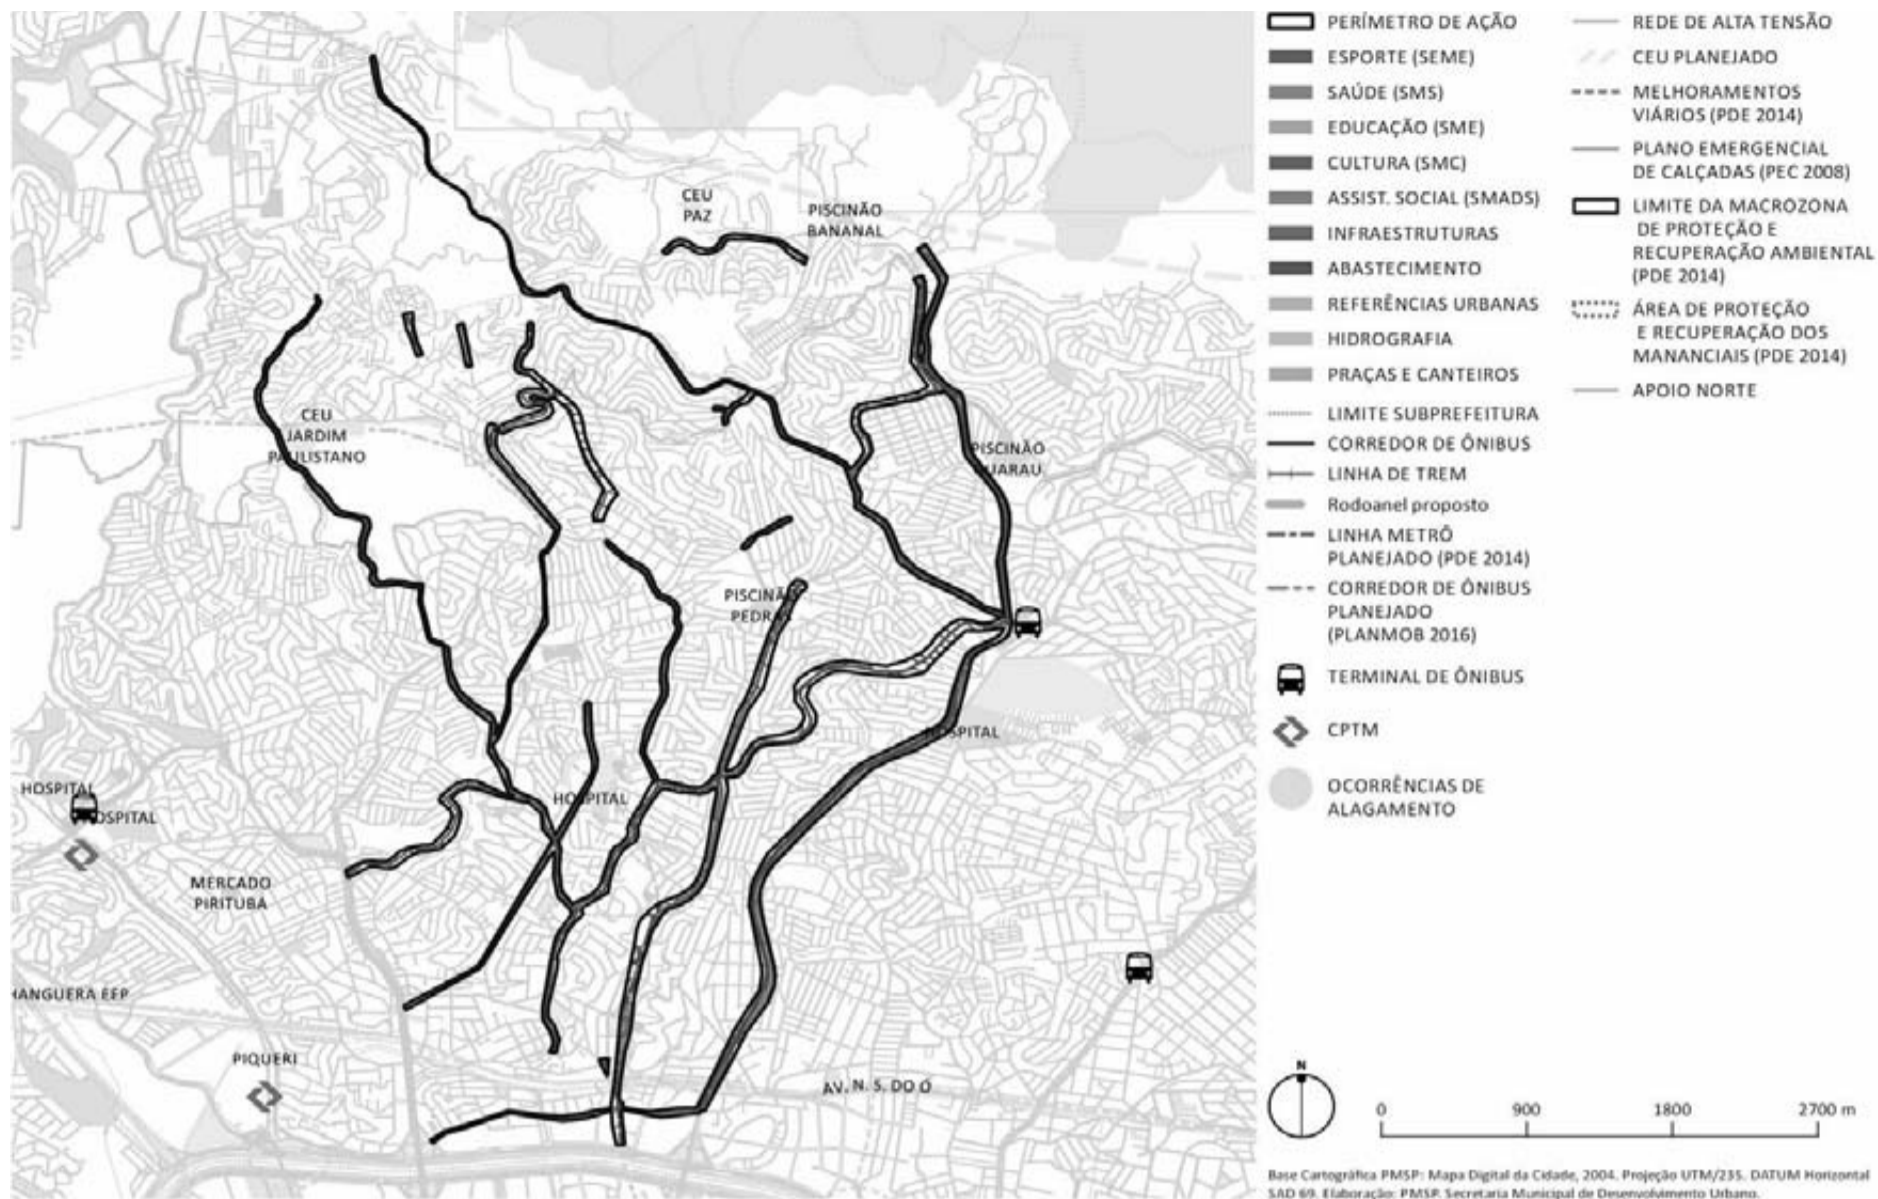 CEU
PAZ
PISCINÃO
BANANAL
CEU
JARDIM
PAULISTANO
PISCINÃO
GUARAU
PISCINÃO
PEDRAS
HOSPITAL
HOSPITAL
HOSPITAL
HOSPITAL
MERCADO
PIRITUBA
HANGUERA EFP
PIQUERI
AV. N. S. DO Ó
PERÍMETRO DE AÇÃO
ESPORTE (SEME)
SAÚDE (SMS)
EDUCAÇÃO (SME)
CULTURA (SMC)
ASSIST. SOCIAL (SMADS)
INFRAESTRUTURAS
ABASTECIMENTO
REFERÊNCIAS URBANAS
HIDROGRAFIA
PRAÇAS E CANTEIROS
LIMITE SUBPREFEITURA
CORREDOR DE ÔNIBUS
LINHA DE TREM
Rodoanel proposto
LINHA METRÔ
PLANEJADO (PDE 2014)
CORREDOR DE ÔNIBUS
PLANEJADO
(PLANMOB 2016)
TERMINAL DE ÔNIBUS
CPTM
OCORRÊNCIAS DE
ALAGAMENTO
REDE DE ALTA TENSÃO
CEU PLANEJADO
MELHORAMENTOS
VIÁRIOS (PDE 2014)
PLANO EMERGENCIAL
DE CALÇADAS (PEC 2008)
LIMITE DA MACROZONA
DE PROTEÇÃO E
RECUPERAÇÃO AMBIENTAL
(PDE 2014)
ÁREA DE PROTEÇÃO
E RECUPERAÇÃO DOS
MANANCIAIS (PDE 2014)
APOIO NORTE
N
0 900 1800 2700 m
Base Cartográfica PMSP: Mapa Digital da Cidade, 2004. Projeção UTM/23S. DATUM Horizontal
SAD 69. Elaboração: PMSP. Secretaria Municipal de Desenvolvimento Urbano.